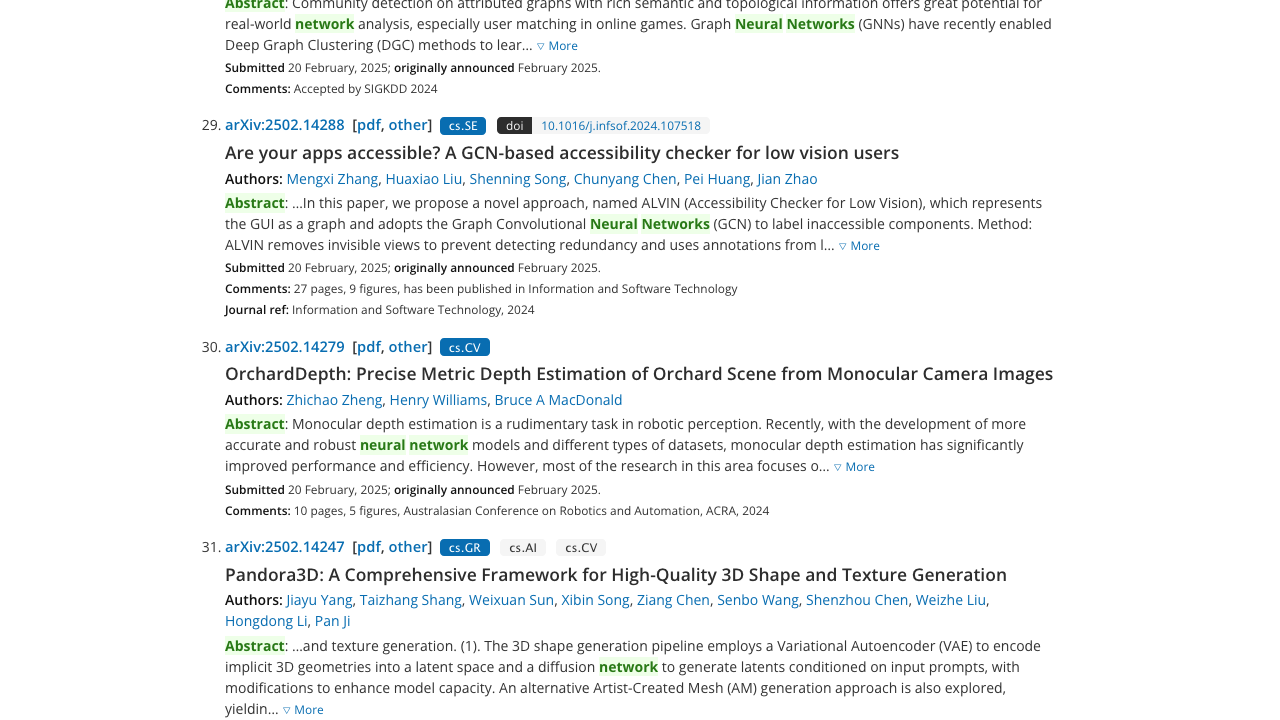 Abstract: Community detection on attributed graphs with rich semantic and topological information offers great potential for
real-world network analysis, especially user matching in online games. Graph Neural Networks (GNNs) have recently enabled
Deep Graph Clustering (DGC) methods to lear... ▽ More
Submitted 20 February, 2025; originally announced February 2025.
Comments: Accepted by SIGKDD 2024
29. arXiv:2502.14288 [pdf, other] cs.SE doi 10.1016/j.infsof.2024.107518
Are your apps accessible? A GCN-based accessibility checker for low vision users
Authors: Mengxi Zhang, Huaxiao Liu, Shenning Song, Chunyang Chen, Pei Huang, Jian Zhao
Abstract: ...In this paper, we propose a novel approach, named ALVIN (Accessibility Checker for Low Vision), which represents
the GUI as a graph and adopts the Graph Convolutional Neural Networks (GCN) to label inaccessible components. Method:
ALVIN removes invisible views to prevent detecting redundancy and uses annotations from l... ▽ More
Submitted 20 February, 2025; originally announced February 2025.
Comments: 27 pages, 9 figures, has been published in Information and Software Technology
Journal ref: Information and Software Technology, 2024
30. arXiv:2502.14279 [pdf, other] cs.CV
OrchardDepth: Precise Metric Depth Estimation of Orchard Scene from Monocular Camera Images
Authors: Zhichao Zheng, Henry Williams, Bruce A MacDonald
Abstract: Monocular depth estimation is a rudimentary task in robotic perception. Recently, with the development of more
accurate and robust neural network models and different types of datasets, monocular depth estimation has significantly
improved performance and efficiency. However, most of the research in this area focuses o... ▽ More
Submitted 20 February, 2025; originally announced February 2025.
Comments: 10 pages, 5 figures, Australasian Conference on Robotics and Automation, ACRA, 2024
31. arXiv:2502.14247 [pdf, other] cs.GR cs.AI cs.CV
Pandora3D: A Comprehensive Framework for High-Quality 3D Shape and Texture Generation
Authors: Jiayu Yang, Taizhang Shang, Weixuan Sun, Xibin Song, Ziang Chen, Senbo Wang, Shenzhou Chen, Weizhe Liu,
Hongdong Li, Pan Ji
Abstract: ...and texture generation. (1). The 3D shape generation pipeline employs a Variational Autoencoder (VAE) to encode
implicit 3D geometries into a latent space and a diffusion network to generate latents conditioned on input prompts, with
modifications to enhance model capacity. An alternative Artist-Created Mesh (AM) generation approach is also explored,
yieldin... ▽ More